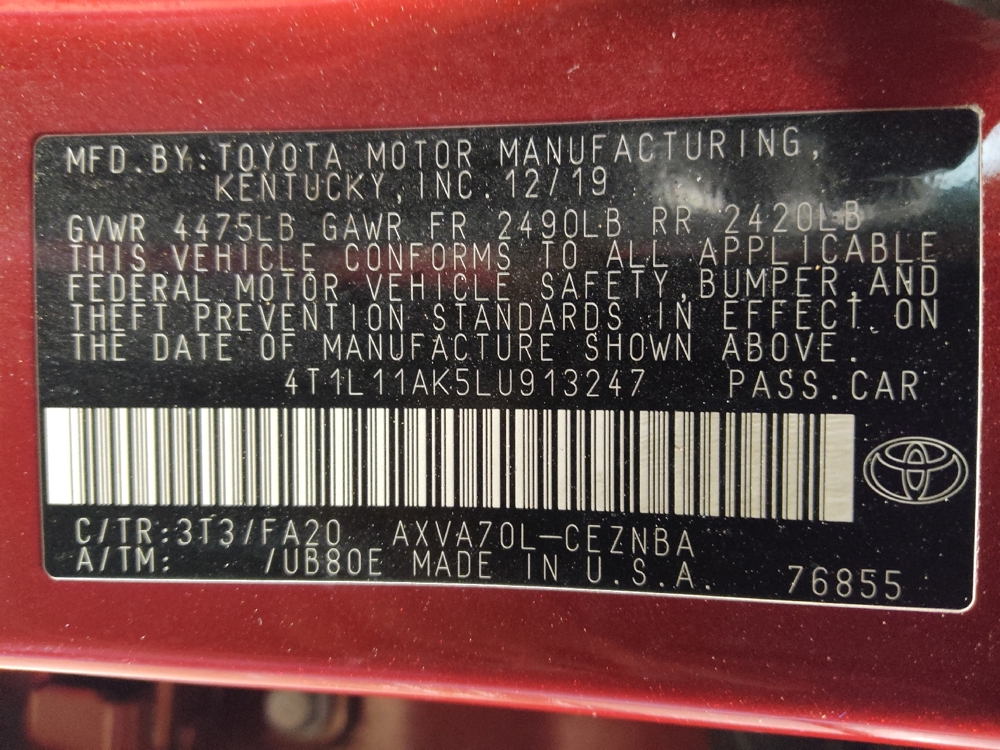 MFD.BY:TOYOTA MOTOR MANUFACTURING,
KENTUCKY,INC.12/19
GVWR 4475LB GAWR FR 2490LB RR 2420LB
THIS VEHICLE CONFORMS TO ALL APPLICABLE
FEDERAL MOTOR VEHICLE SAFETY,BUMPER,AND
THEFT PREVENTION STANDARDS IN EFFECT ON
THE DATE OF MANUFACTURE SHOWN ABOVE.
4T1L11AK5LU913247 PASS.CAR
C/TR:3T3/FA20 AXVA70L-CEZNBA
A/TM: /UB80E MADE IN U.S.A. 76855